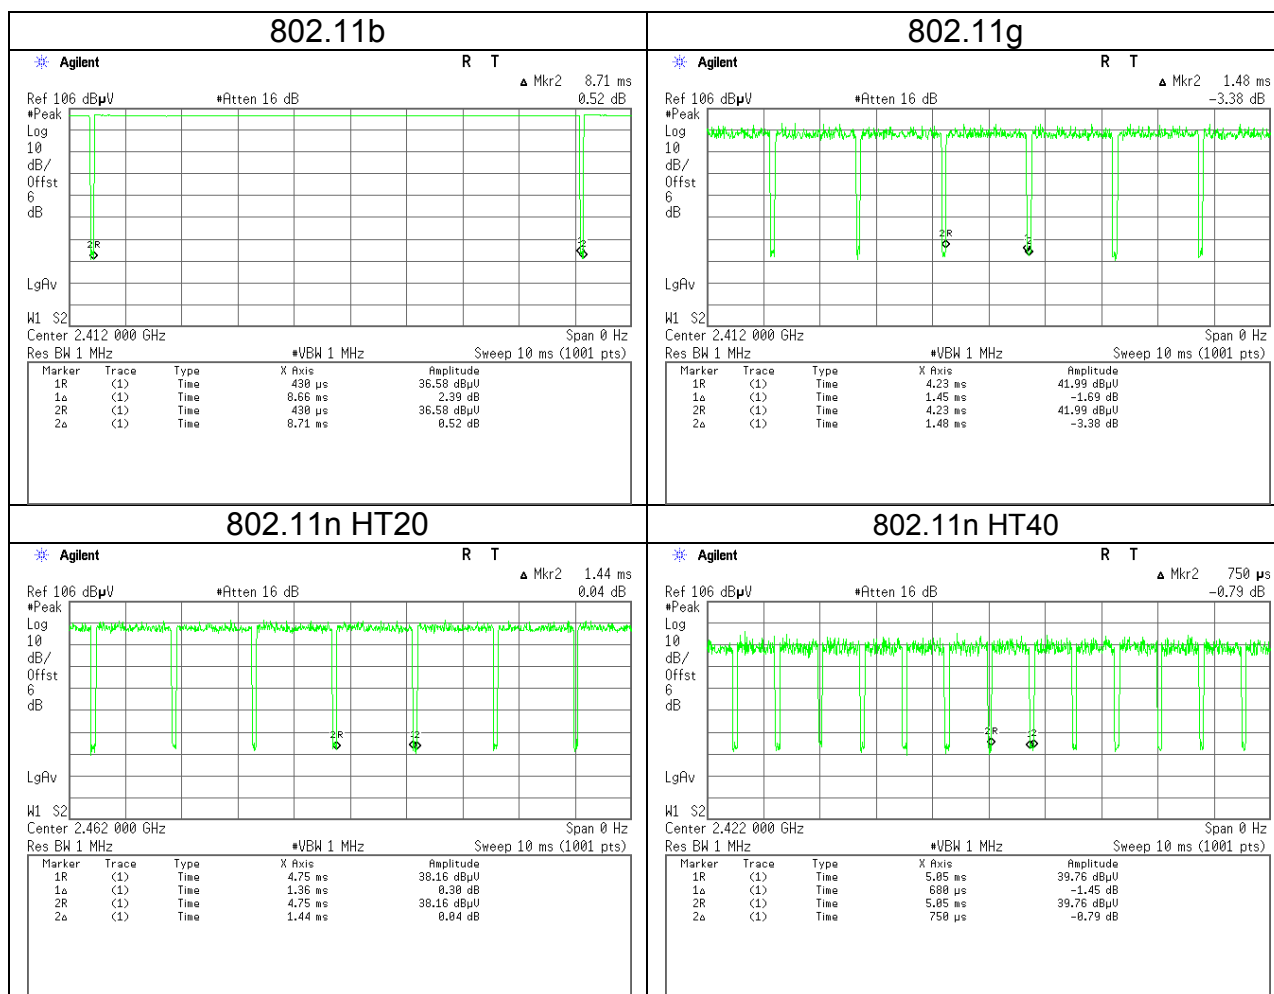 802.11b
Agilent R T
Δ Mkr2 8.71 ms
Ref 106 dBµV #Atten 16 dB 0.52 dB
#Peak
Log
10
dB/
Offst
6
dB
2R
2
LgAv
W1 S2
Center 2.412 000 GHz Span 0 Hz
Res BW 1 MHz #VBW 1 MHz Sweep 10 ms (1001 pts)
Marker Trace Type X Axis Amplitude
1R (1) Time 430 µs 36.58 dBµV
1Δ (1) Time 8.66 ms 2.39 dB
2R (1) Time 430 µs 36.58 dBµV
2Δ (1) Time 8.71 ms 0.52 dB
802.11g
Agilent R T
Δ Mkr2 1.48 ms
Ref 106 dBµV #Atten 16 dB -3.38 dB
#Peak
Log
10
dB/
Offst
6
dB
2R
2
LgAv
W1 S2
Center 2.412 000 GHz Span 0 Hz
Res BW 1 MHz #VBW 1 MHz Sweep 10 ms (1001 pts)
Marker Trace Type X Axis Amplitude
1R (1) Time 4.23 ms 41.99 dBµV
1Δ (1) Time 1.45 ms -1.69 dB
2R (1) Time 4.23 ms 41.99 dBµV
2Δ (1) Time 1.48 ms -3.38 dB
802.11n HT20
Agilent R T
Δ Mkr2 1.44 ms
Ref 106 dBµV #Atten 16 dB 0.04 dB
#Peak
Log
10
dB/
Offst
6
dB
2R
12
LgAv
W1 S2
Center 2.462 000 GHz Span 0 Hz
Res BW 1 MHz #VBW 1 MHz Sweep 10 ms (1001 pts)
Marker Trace Type X Axis Amplitude
1R (1) Time 4.75 ms 38.16 dBµV
1Δ (1) Time 1.36 ms 0.30 dB
2R (1) Time 4.75 ms 38.16 dBµV
2Δ (1) Time 1.44 ms 0.04 dB
802.11n HT40
Agilent R T
Δ Mkr2 750 µs
Ref 106 dBµV #Atten 16 dB -0.79 dB
#Peak
Log
10
dB/
Offst
6
dB
2R
12
LgAv
W1 S2
Center 2.422 000 GHz Span 0 Hz
Res BW 1 MHz #VBW 1 MHz Sweep 10 ms (1001 pts)
Marker Trace Type X Axis Amplitude
1R (1) Time 5.05 ms 39.76 dBµV
1Δ (1) Time 680 µs -1.45 dB
2R (1) Time 5.05 ms 39.76 dBµV
2Δ (1) Time 750 µs -0.79 dB